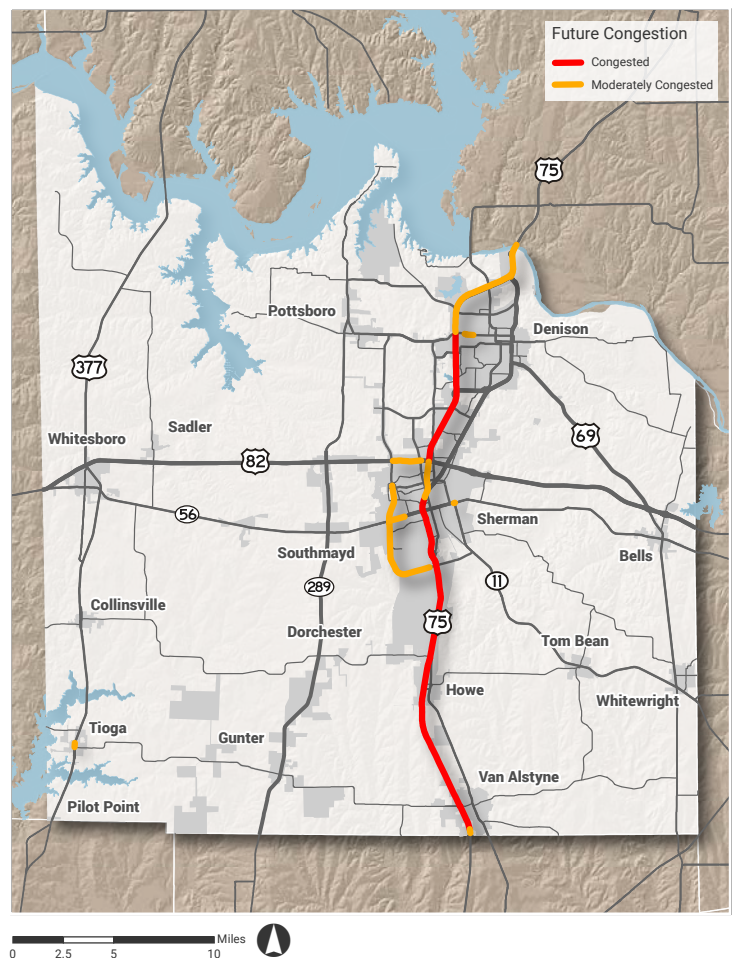 Future Congestion
Congested
Moderately Congested
75
Pottsboro
Denison
377
Sadler
Whitesboro
69
82
56
Sherman
Southmayd
Bells
289
11
Collinsville
75
Dorchester
Tom Bean
Howe
Whitewright
Tioga
Gunter
Van Alstyne
Pilot Point
Miles
0 2.5 5 10